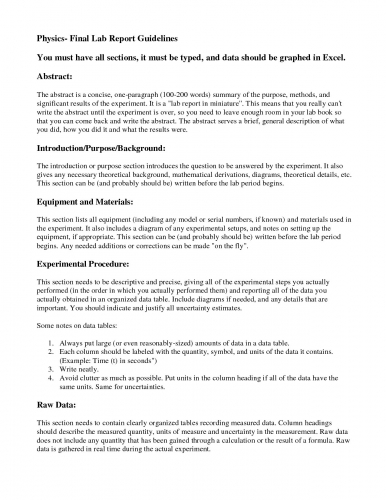 Physics- Final Lab Report Guidelines
You must have all sections, it must be typed, and data should be graphed in Excel.
Abstract:
The abstract is a concise, one-paragraph (100-200 words) summary of the purpose, methods, and
significant results of the experiment. It is a "lab report in miniature". This means that you really can't
write the abstract until the experiment is over, so you need to leave enough room in your lab book so
that you can come back and write the abstract. The abstract serves a brief, general description of what
you did, how you did it and what the results were.
Introduction/Purpose/Background:
The introduction or purpose section introduces the question to be answered by the experiment. It also
gives any necessary theoretical background, mathematical derivations, diagrams, theoretical details, etc.
This section can be (and probably should be) written before the lab period begins.
Equipment and Materials:
This section lists all equipment (including any model or serial numbers, if known) and materials used in
the experiment. It also includes a diagram of any experimental setups, and notes on setting up the
equipment, if appropriate. This section can be (and probably should be) written before the lab period
begins. Any needed additions or corrections can be made "on the fly".
Experimental Procedure:
This section needs to be descriptive and precise, giving all of the experimental steps you actually
performed (in the order in which you actually performed them) and reporting all of the data you
actually obtained in an organized data table. Include diagrams if needed, and any details that are
important. You should indicate and justify all uncertainty estimates.
Some notes on data tables:
1. Always put large (or even reasonably-sized) amounts of data in a data table.
2. Each column should be labeled with the quantity, symbol, and units of the data it contains.
(Example: Time (t) in seconds")
3. Write neatly.
4. Avoid clutter as much as possible. Put units in the column heading if all of the data have the
same units. Same for uncertainties.
Raw Data:
This section needs to contain clearly organized tables recording measured data. Column headings
should describe the measured quantity, units of measure and uncertainty in the measurement. Raw data
does not include any quantity that has been gained through a calculation or the result of a formula. Raw
data is gathered in real time during the actual experiment.